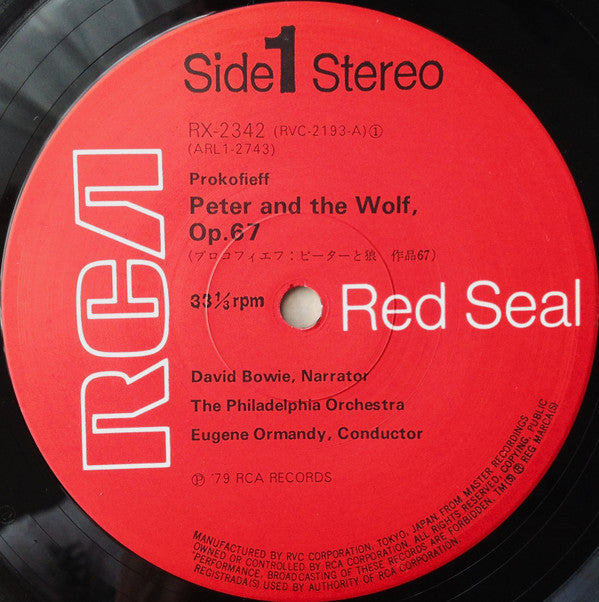 Side 1 Stereo
RX-2342 (RVC-2193-A)①
(ARL1-2743)
Prokofieff
Peter and the Wolf,
Op.67
(プロコフィエフ：ピーターと狼 作品67)
33⅓rpm
RCA
Red Seal
David Bowie, Narrator
The Philadelphia Orchestra
Eugene Ormandy, Conductor
Ⓟ '79 RCA RECORDS
MANUFACTURED BY RVC CORPORATION, TOKYO, JAPAN FROM MASTER RECORDINGS
OWNED OR CONTROLLED BY RCA CORPORATION. ALL RIGHTS RESERVED, COPYING, PUBLIC
PERFORMANCE, BROADCASTING OF THESE RECORDS ARE FORBIDDEN. TM(S) ® REG MARCA(S)
REGISTRADA(S) USED BY AUTHORITY OF RCA CORPORATION.